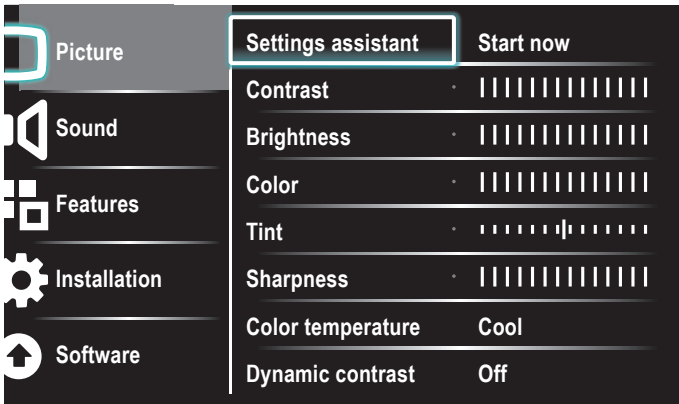 Picture
Sound
Features
Installation
Software
Settings assistant Start now
Contrast
Brightness
Color
Tint
Sharpness
Color temperature Cool
Dynamic contrast Off